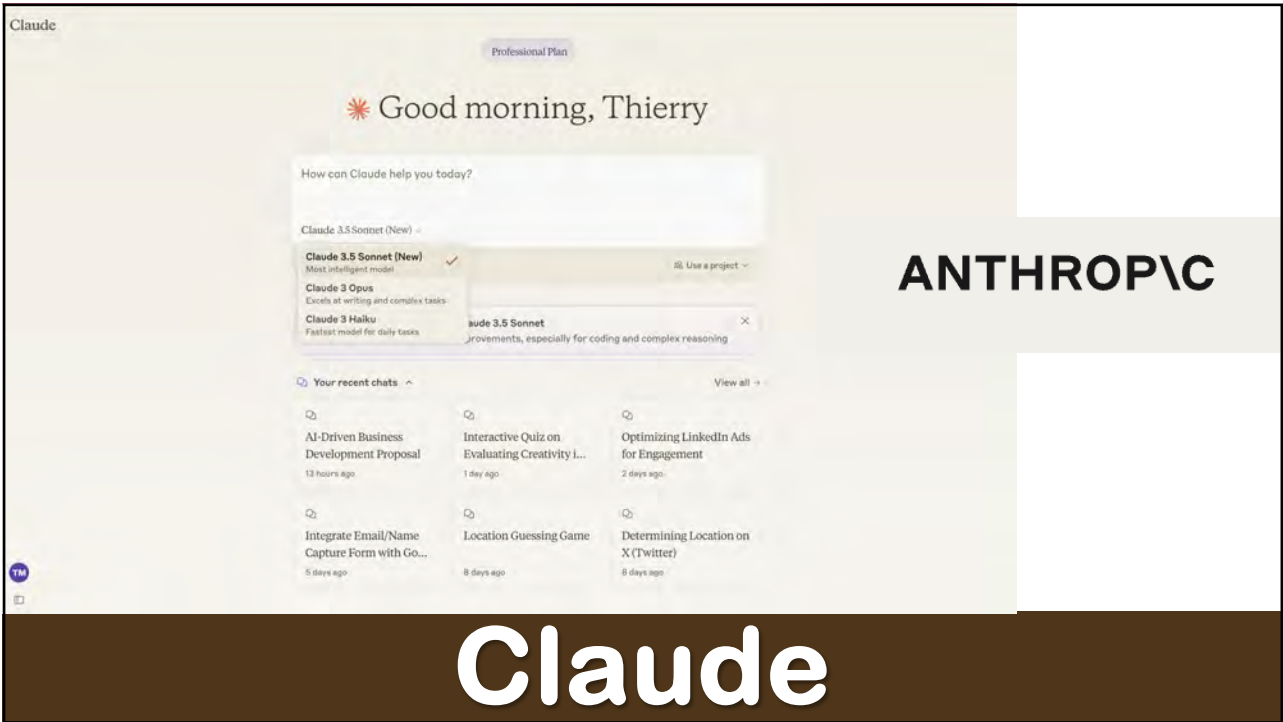 Claude
Professional Plan
Good morning, Thierry
How can Claude help you today?
Claude 3.5 Sonnet (New)
Claude 3.5 Sonnet (New)
Most intelligent model
Use a project
Claude 3 Opus
Excels at writing and complex tasks
Claude 3 Haiku
Fastest model for daily tasks
aude 3.5 Sonnet
provements, especially for coding and complex reasoning
ANTHROP\C
Your recent chats
View all →
AI-Driven Business
Development Proposal
13 hours ago
Interactive Quiz on
Evaluating Creativity i...
1 day ago
Optimizing LinkedIn Ads
for Engagement
2 days ago
Integrate Email/Name
Capture Form with Go...
5 days ago
Location Guessing Game
8 days ago
Determining Location on
X (Twitter)
8 days ago
TM
Claude